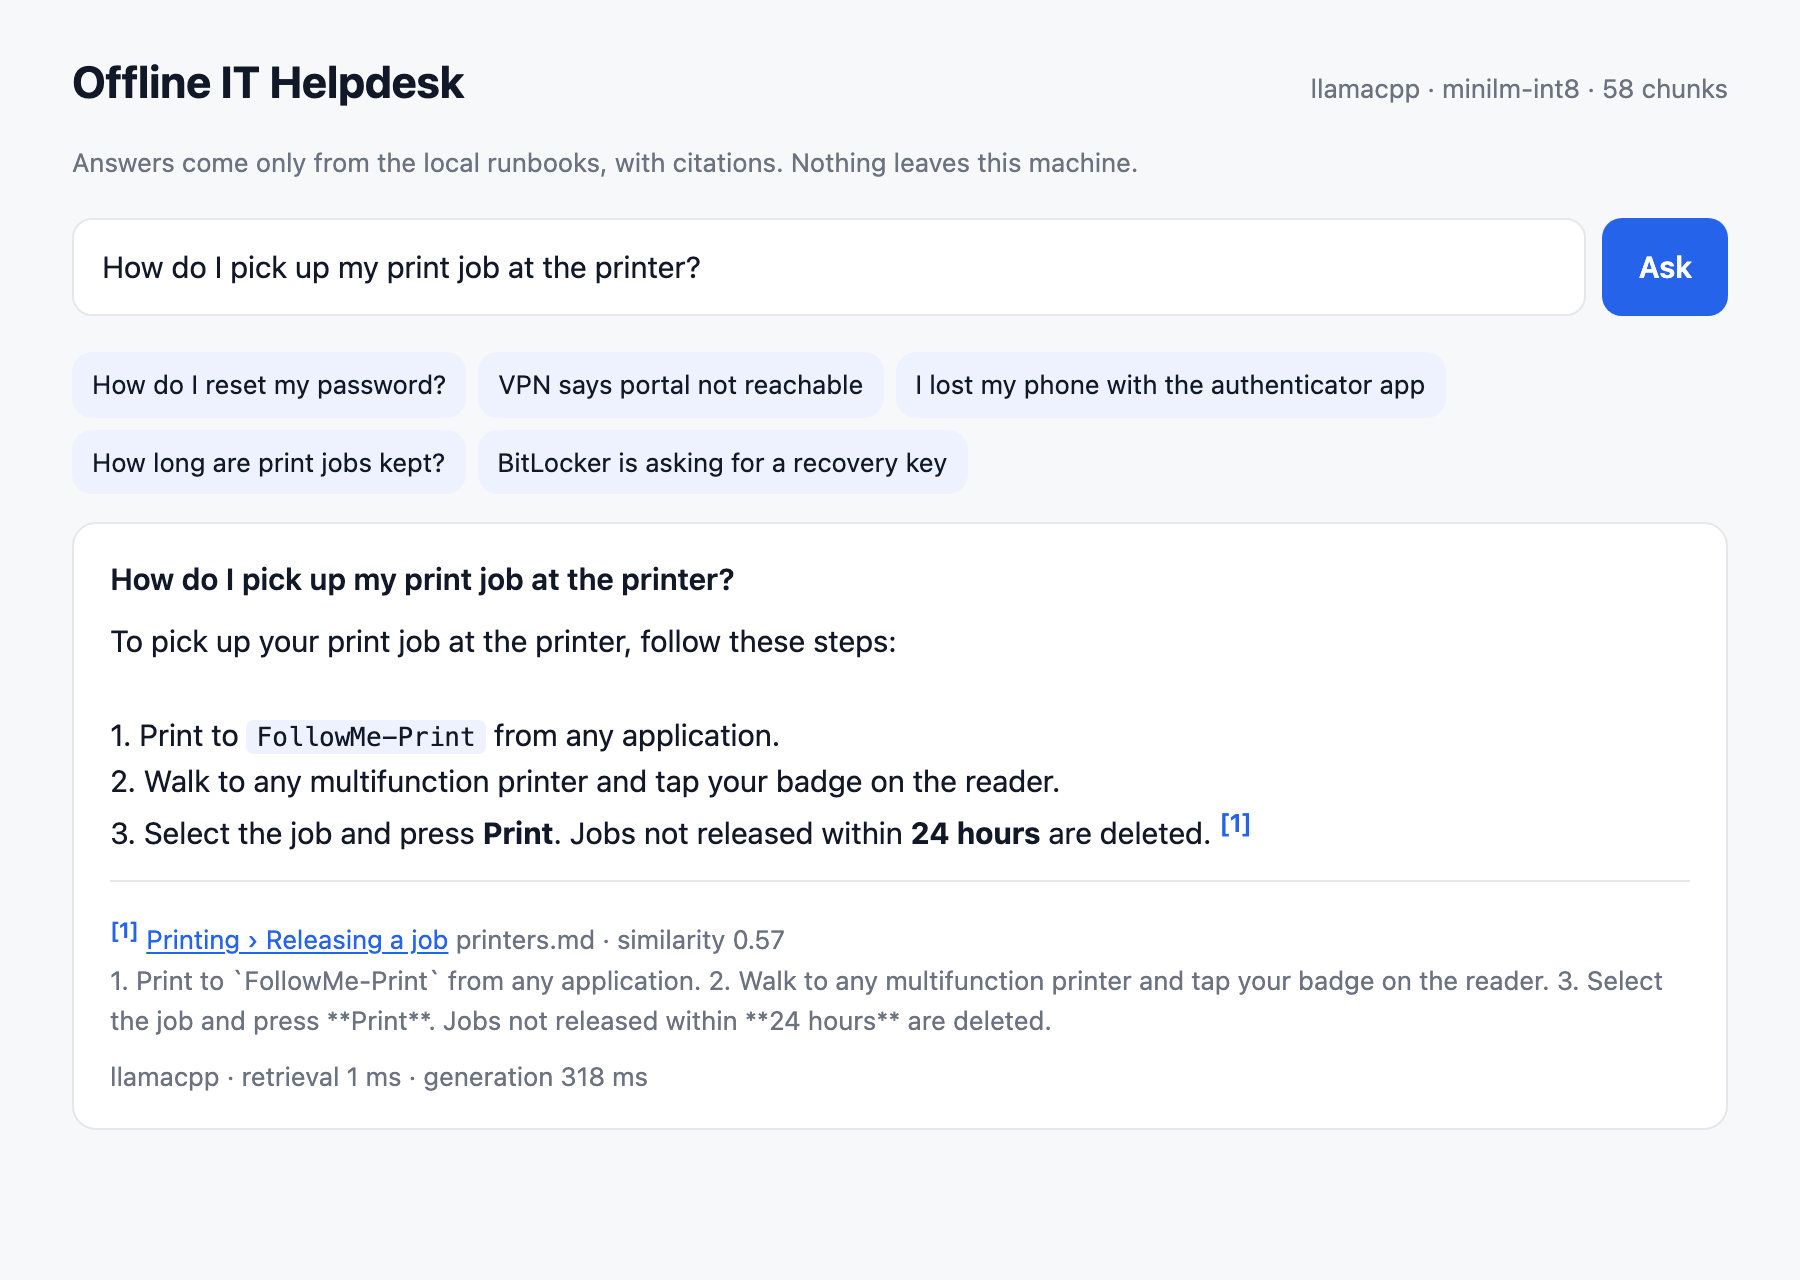 Offline IT Helpdesk
llamacpp · minilm-int8 · 58 chunks
Answers come only from the local runbooks, with citations. Nothing leaves this machine.
How do I pick up my print job at the printer?
Ask
How do I reset my password?
VPN says portal not reachable
I lost my phone with the authenticator app
How long are print jobs kept?
BitLocker is asking for a recovery key
How do I pick up my print job at the printer?
To pick up your print job at the printer, follow these steps:
1. Print to FollowMe-Print from any application.
2. Walk to any multifunction printer and tap your badge on the reader.
3. Select the job and press Print. Jobs not released within 24 hours are deleted. [1]
[1] Printing › Releasing a job printers.md · similarity 0.57
1. Print to `FollowMe-Print` from any application. 2. Walk to any multifunction printer and tap your badge on the reader. 3. Select
the job and press **Print**. Jobs not released within **24 hours** are deleted.
llamacpp · retrieval 1 ms · generation 318 ms